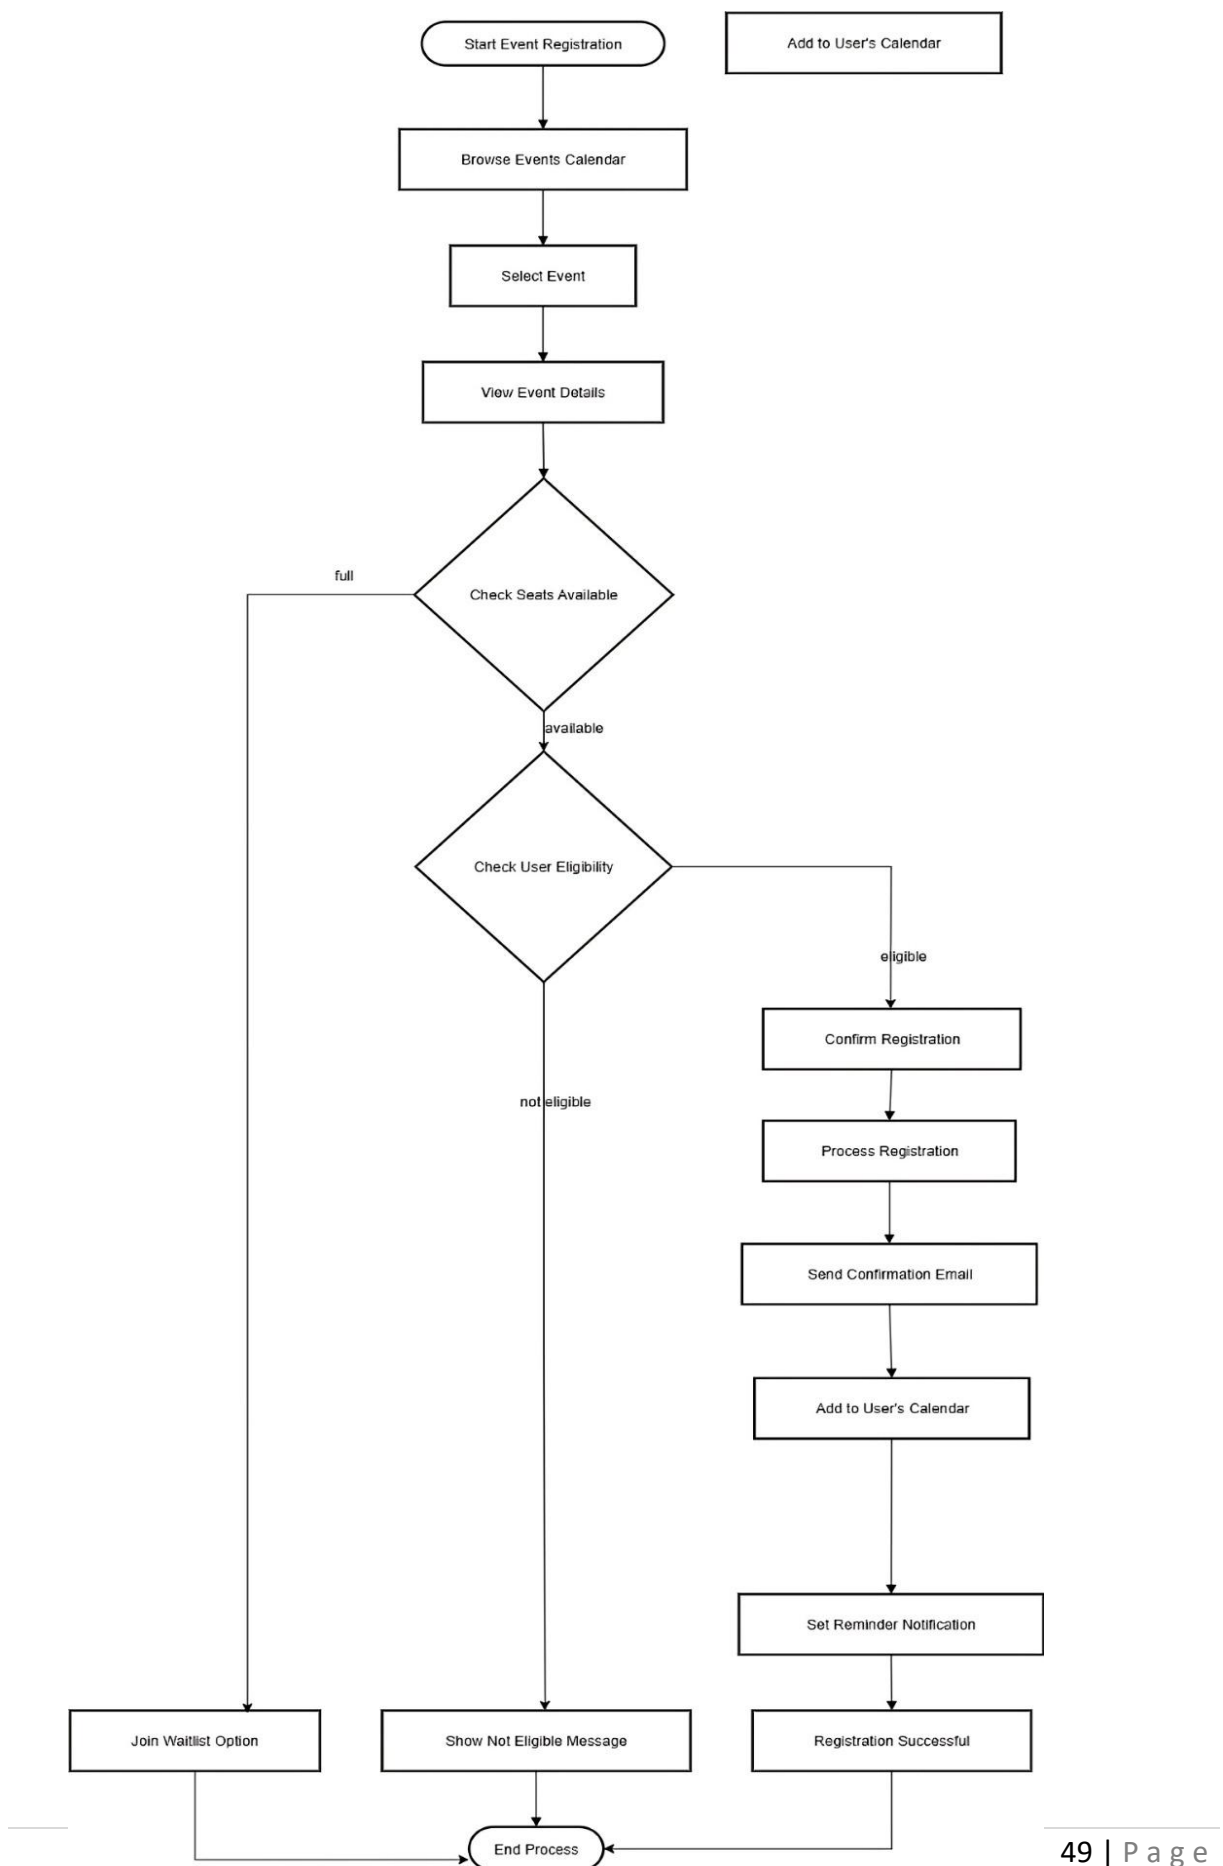 Start Event Registration
Add to User's Calendar
Browse Events Calendar
Select Event
View Event Details
full
Check Seats Available
available
Check User Eligibility
eligible
Confirm Registration
not eligible
Process Registration
Send Confirmation Email
Add to User's Calendar
Set Reminder Notification
Join Waitlist Option
Show Not Eligible Message
Registration Successful
End Process
49 | Page